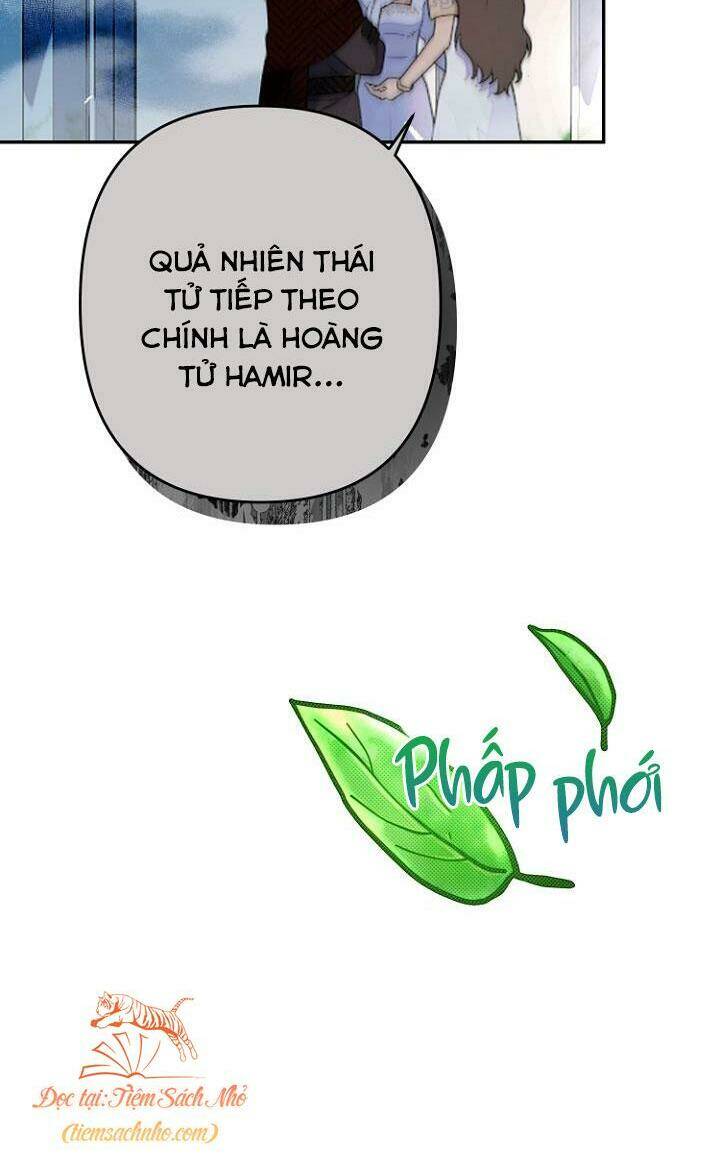 QUẢ NHIÊN THÁI
TỬ TIẾP THEO
CHÍNH LÀ HOÀNG
TỬ HAMIR...
Phấp phới
Đọc tại: Tiệm Sách Nhỏ
(tiemsachnho.com)